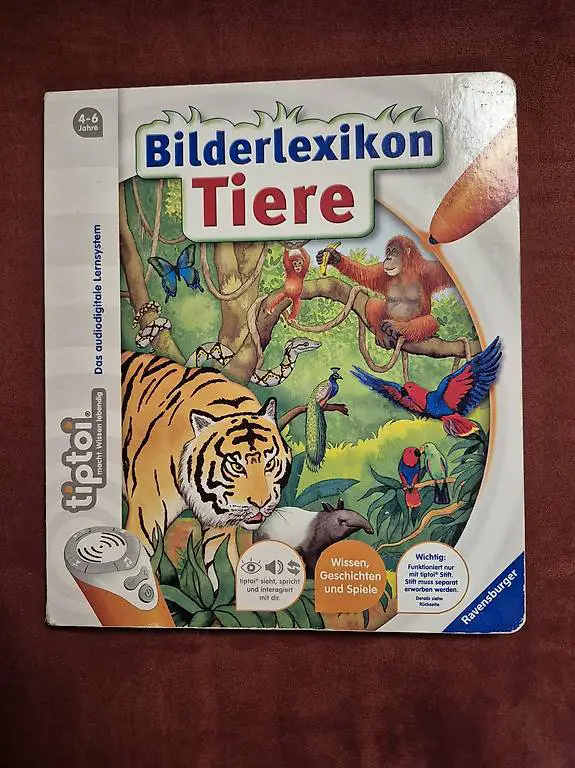 4-6
Jahre
Bilderlexikon
Tiere
Das audiodigitale Lernsystem
tiptoi®
macht Wissen lebendig
tiptoi® sieht, spricht
und interagiert
mit dir.
Wissen,
Geschichten
und Spiele
Wichtig:
Funktioniert nur
mit tiptoi® Stift.
Stift muss separat
erworben werden.
Details siehe
Rückseite
Ravensburger